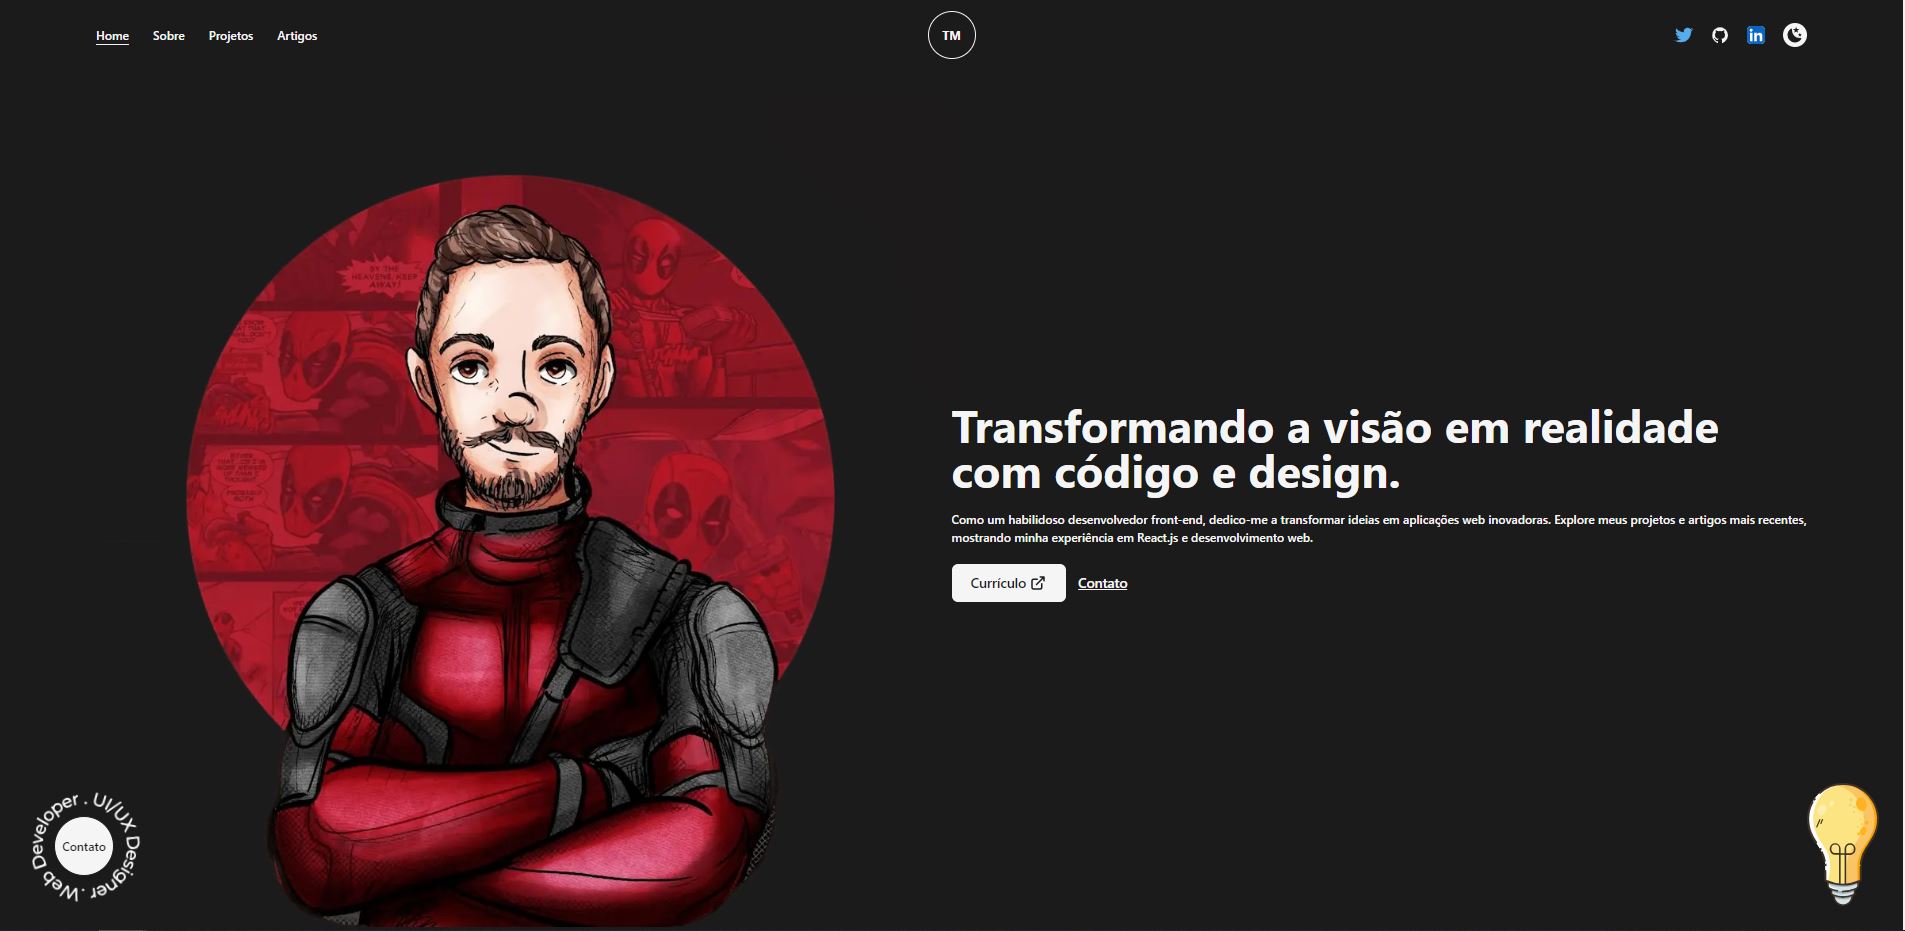 Home Sobre Projetos Artigos
TM
in
BY THE
HEAVENS, KEEP
AWAY!
Transformando a visão em realidade
com código e design.
Como um habilidoso desenvolvedor front-end, dedico-me a transformar ideias em aplicações web inovadoras. Explore meus projetos e artigos mais recentes,
mostrando minha experiência em React.js e desenvolvimento web.
Currículo Contato
Web Developer . UI/UX Designer .
Contato